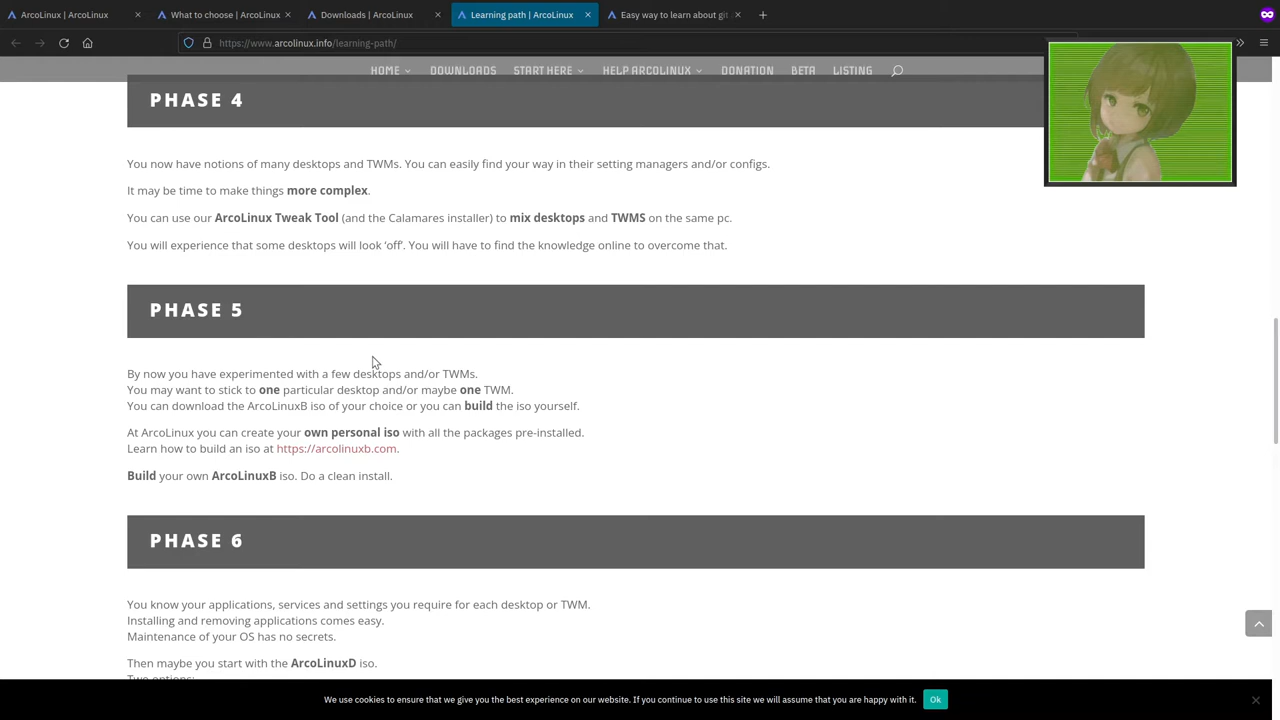 ArcoLinux | ArcoLinux
What to choose | ArcoLinux
Downloads | ArcoLinux
Learning path | ArcoLinux
Easy way to learn about git
https://www.arcolinux.info/learning-path/
HOME DOWNLOADS START HERE HELP ARCOLINUX DONATION BETA LISTING
PHASE 4
You now have notions of many desktops and TWMs. You can easily find your way in their setting managers and/or configs.
It may be time to make things more complex.
You can use our ArcoLinux Tweak Tool (and the Calamares installer) to mix desktops and TWMS on the same pc.
You will experience that some desktops will look ‘off’. You will have to find the knowledge online to overcome that.
PHASE 5
By now you have experimented with a few desktops and/or TWMs.
You may want to stick to one particular desktop and/or maybe one TWM.
You can download the ArcoLinuxB iso of your choice or you can build the iso yourself.
At ArcoLinux you can create your own personal iso with all the packages pre-installed.
Learn how to build an iso at https://arcolinuxb.com.
Build your own ArcoLinuxB iso. Do a clean install.
PHASE 6
You know your applications, services and settings you require for each desktop or TWM.
Installing and removing applications comes easy.
Maintenance of your OS has no secrets.
Then maybe you start with the ArcoLinuxD iso.
Two options:
We use cookies to ensure that we give you the best experience on our website. If you continue to use this site we will assume that you are happy with it.
Ok